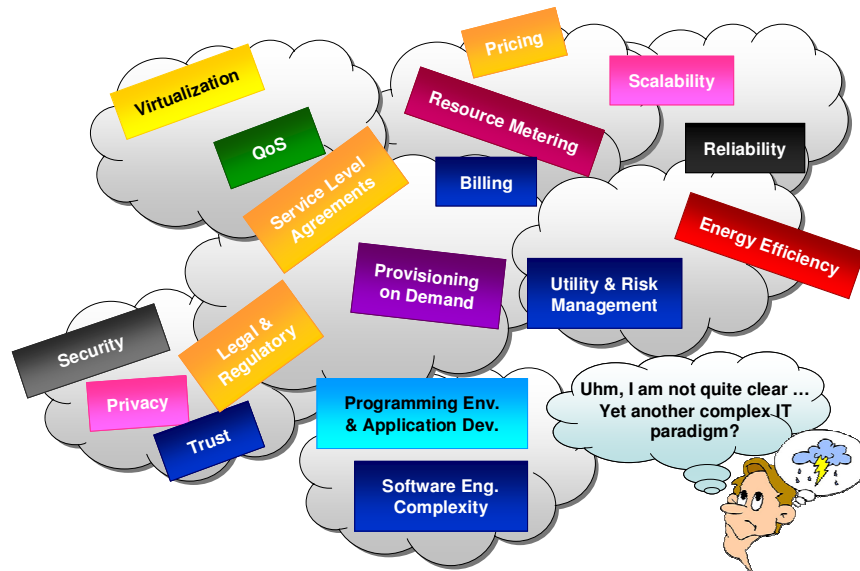 Pricing
Virtualization
Scalability
Resource Metering
QoS
Reliability
Billing
Service Level
Agreements
Energy Efficiency
Provisioning
on Demand
Utility & Risk
Management
Security
Legal &
Regulatory
Privacy
Trust
Programming Env.
& Application Dev.
Uhm, I am not quite clear …
Yet another complex IT
paradigm?
Software Eng.
Complexity